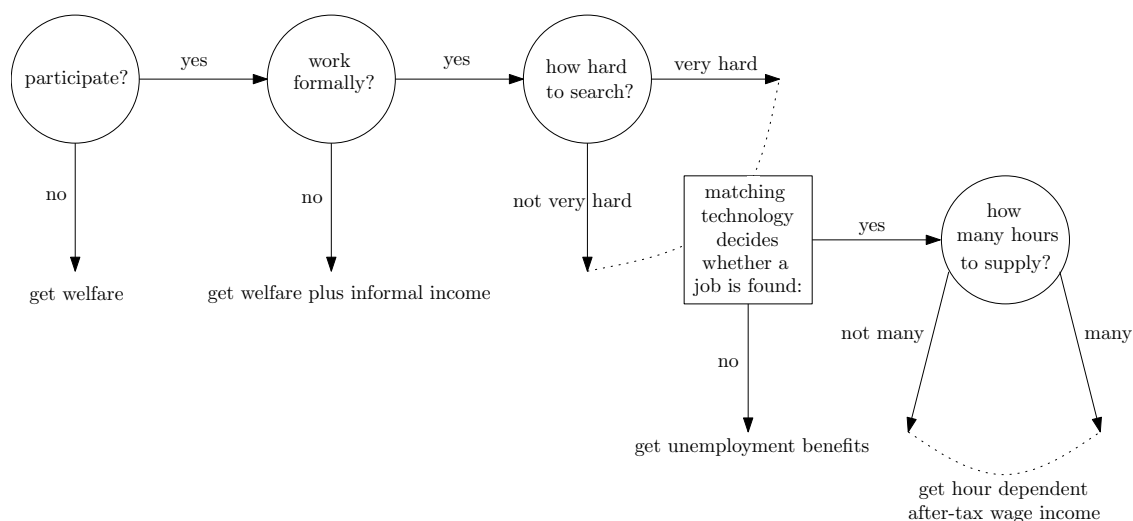 participate?
yes
work
formally?
yes
how hard
to search?
very hard
no
get welfare
no
get welfare plus informal income
not very hard
matching
technology
decides
whether a
job is found:
yes
how
many hours
to supply?
no
get unemployment benefits
not many
many
get hour dependent
after-tax wage income